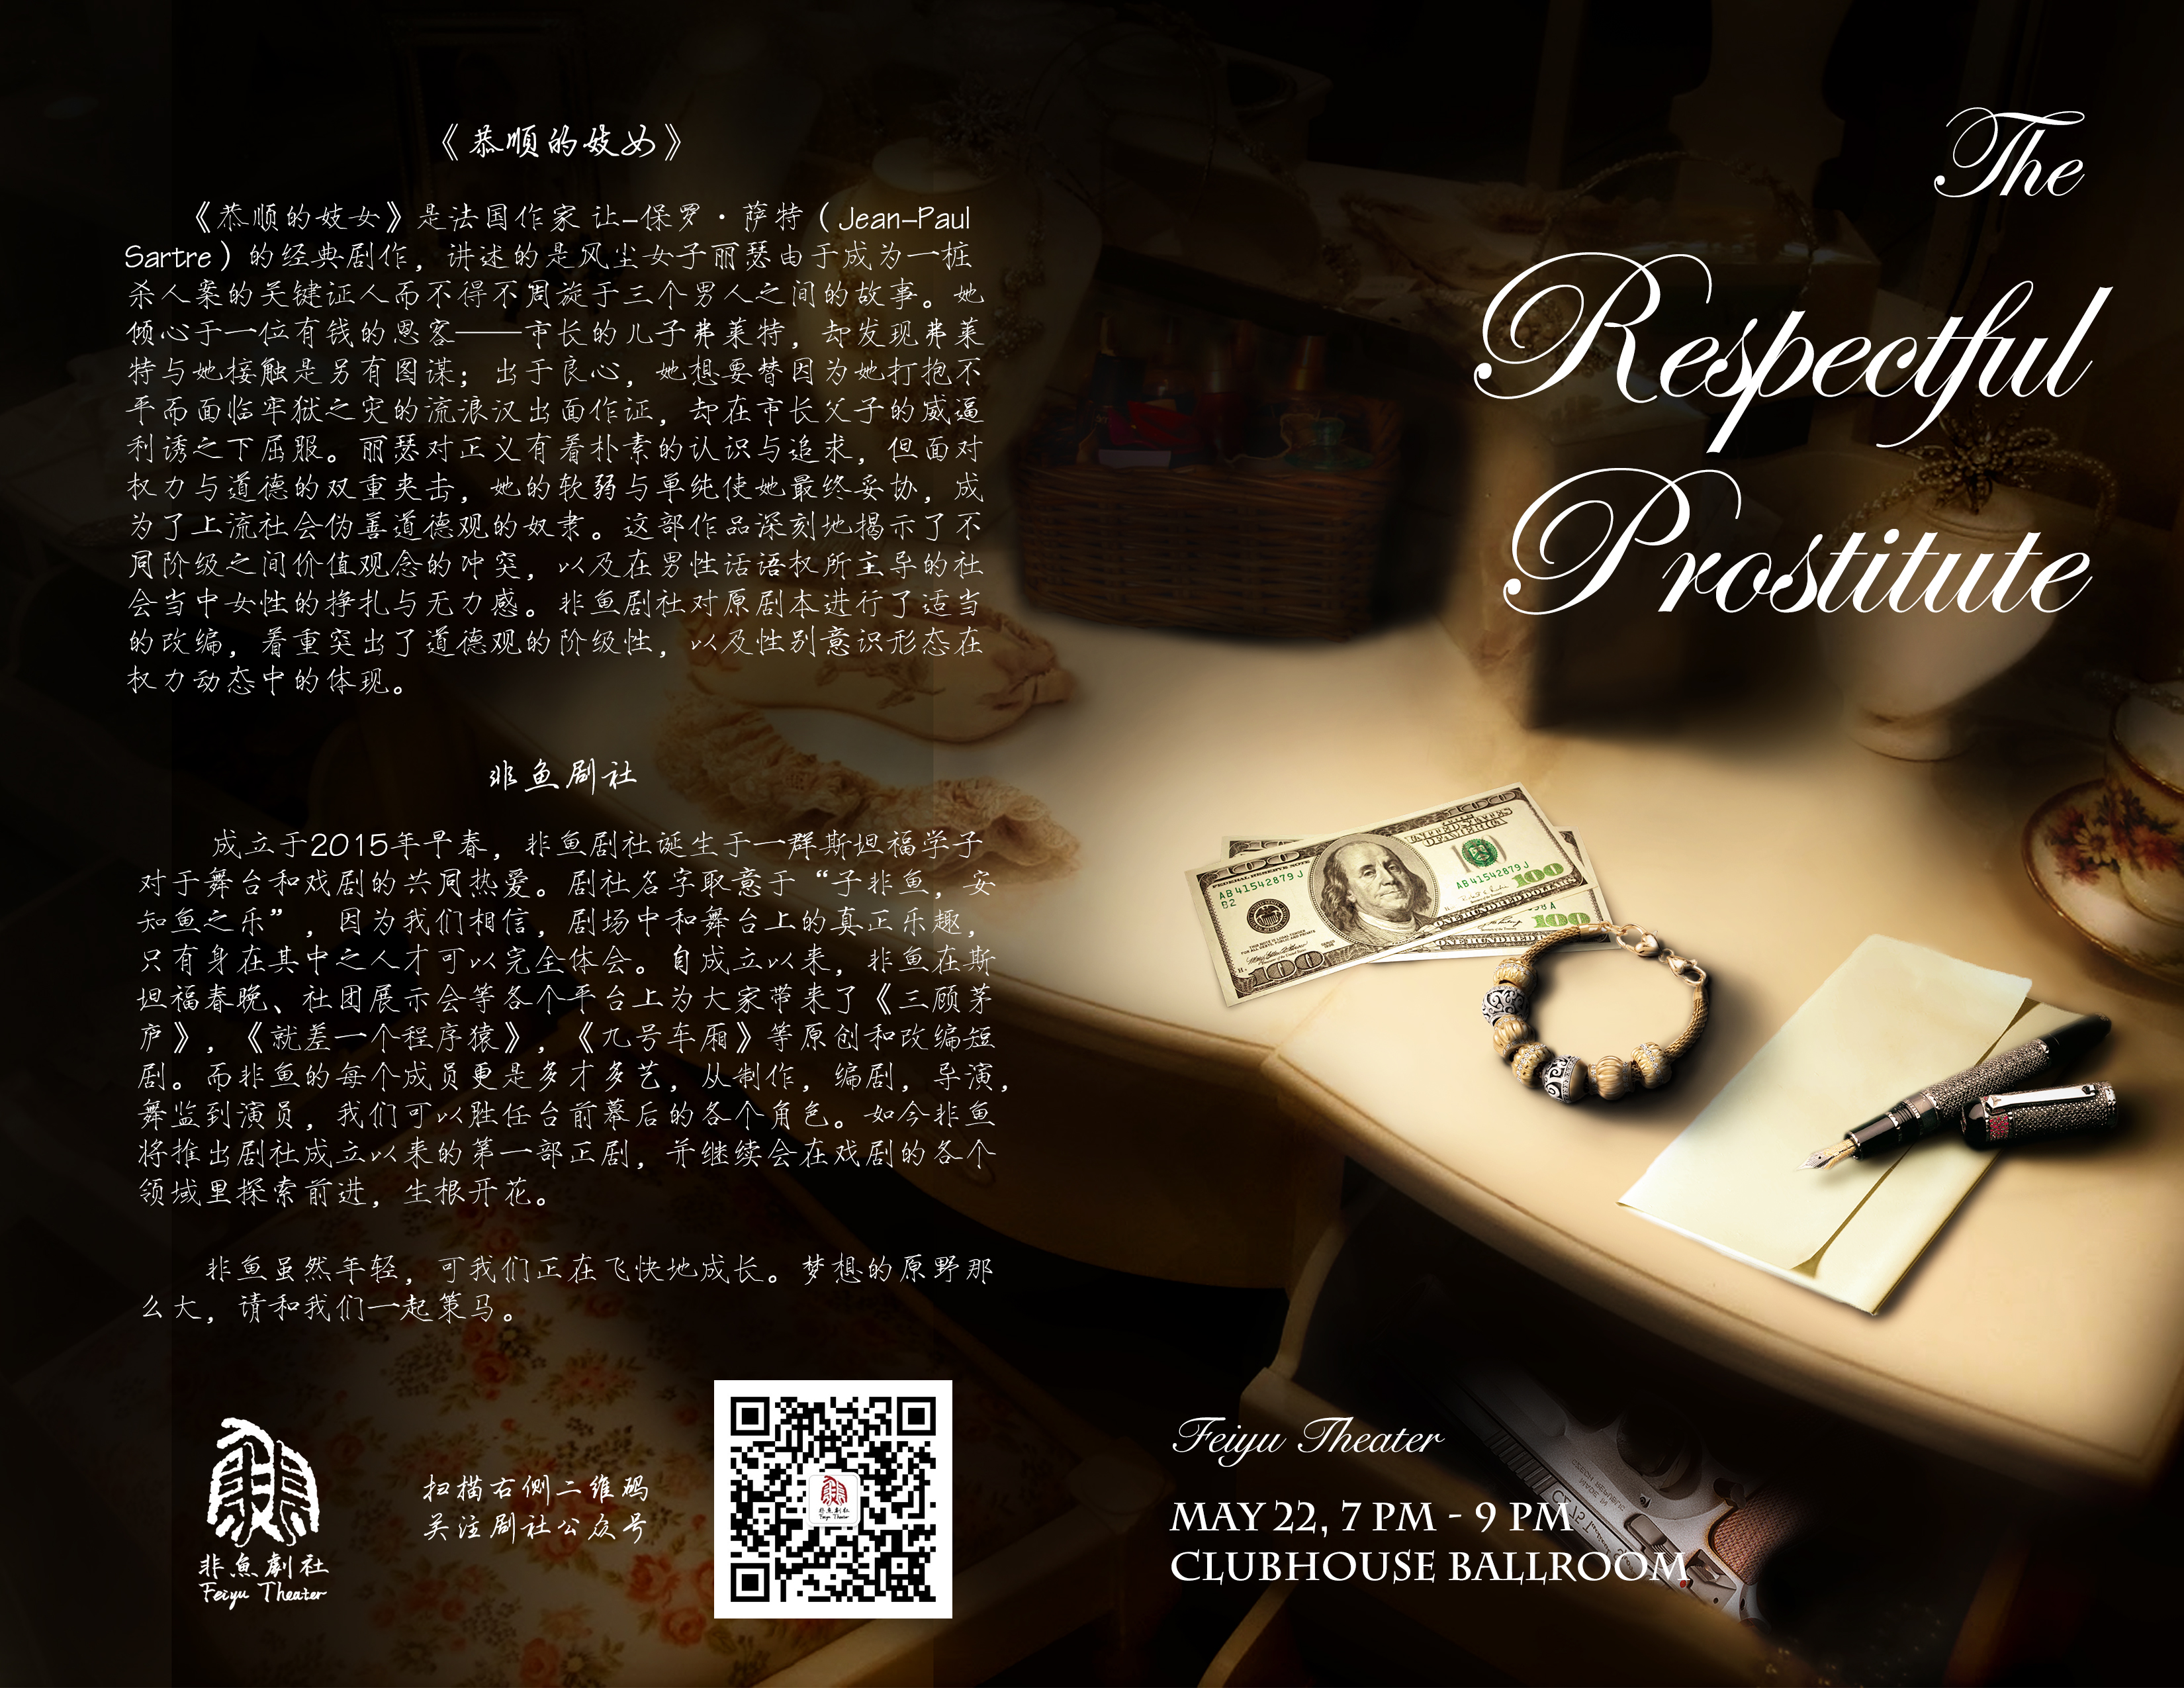 《恭顺的妓女》
《恭顺的妓女》是法国作家 让-保罗·萨特（Jean-Paul
Sartre）的经典剧作，讲述的是风尘女子丽瑟由于成为一桩
杀人案的关键证人而不得不周旋于三个男人之间的故事。她
倾心于一位有钱的恩客——市长的儿子弗莱特，却发现弗莱
特与她接触是另有图谋；出于良心，她想要替因为她打抱不
平而面临牢狱之灾的流浪汉出面作证，却在市长父子的威逼
利诱之下屈服。丽瑟对正义有着朴素的认识与追求，但面对
权力与道德的双重夹击，她的软弱与单纯使她最终妥协，成
为了上流社会伪善道德观的奴隶。这部作品深刻地揭示了不
同阶级之间价值观念的冲突，以及在男性话语权所主导的社
会当中女性的挣扎与无力感。非鱼剧社对原剧本进行了适当
的改编，着重突出了道德观的阶级性，以及性别意识形态在
权力动态中的体现。
非鱼剧社
成立于2015年早春，非鱼剧社诞生于一群斯坦福学子
对于舞台和戏剧的共同热爱。剧社名字取意于“子非鱼，安
知鱼之乐”，因为我们相信，剧场中和舞台上的真正乐趣，
只有身在其中之人才可以完全体会。自成立以来，非鱼在斯
坦福春晚、社团展示会等各个平台上为大家带来了《三顾茅
庐》，《就差一个程序猿》，《九号车厢》等原创和改编短
剧。而非鱼的每个成员更是多才多艺，从制作，编剧，导演，
舞监到演员，我们可以胜任台前幕后的各个角色。如今非鱼
将推出剧社成立以来的第一部正剧，并继续会在戏剧的各个
领域里探索前进，生根开花。
非鱼虽然年轻，可我们正在飞快地成长。梦想的原野那
么大，请和我们一起策马。
非魚劇社
Feiyu Theater
扫描右侧二维码
关注剧社公众号
非魚劇社
Feiyu Theater
The
Respectful
Prostitute
100
FEDERAL RESERVE NOTE
THE
UNITED STATES
OF AMERICA
AB41542879J
B2
AB41542879J
100
ONE HUNDRED DOLLARS
100
100
ONE HUNDRED
Feiyu Theater
MAY 22, 7 PM - 9 PM
CLUBHOUSE BALLROOM